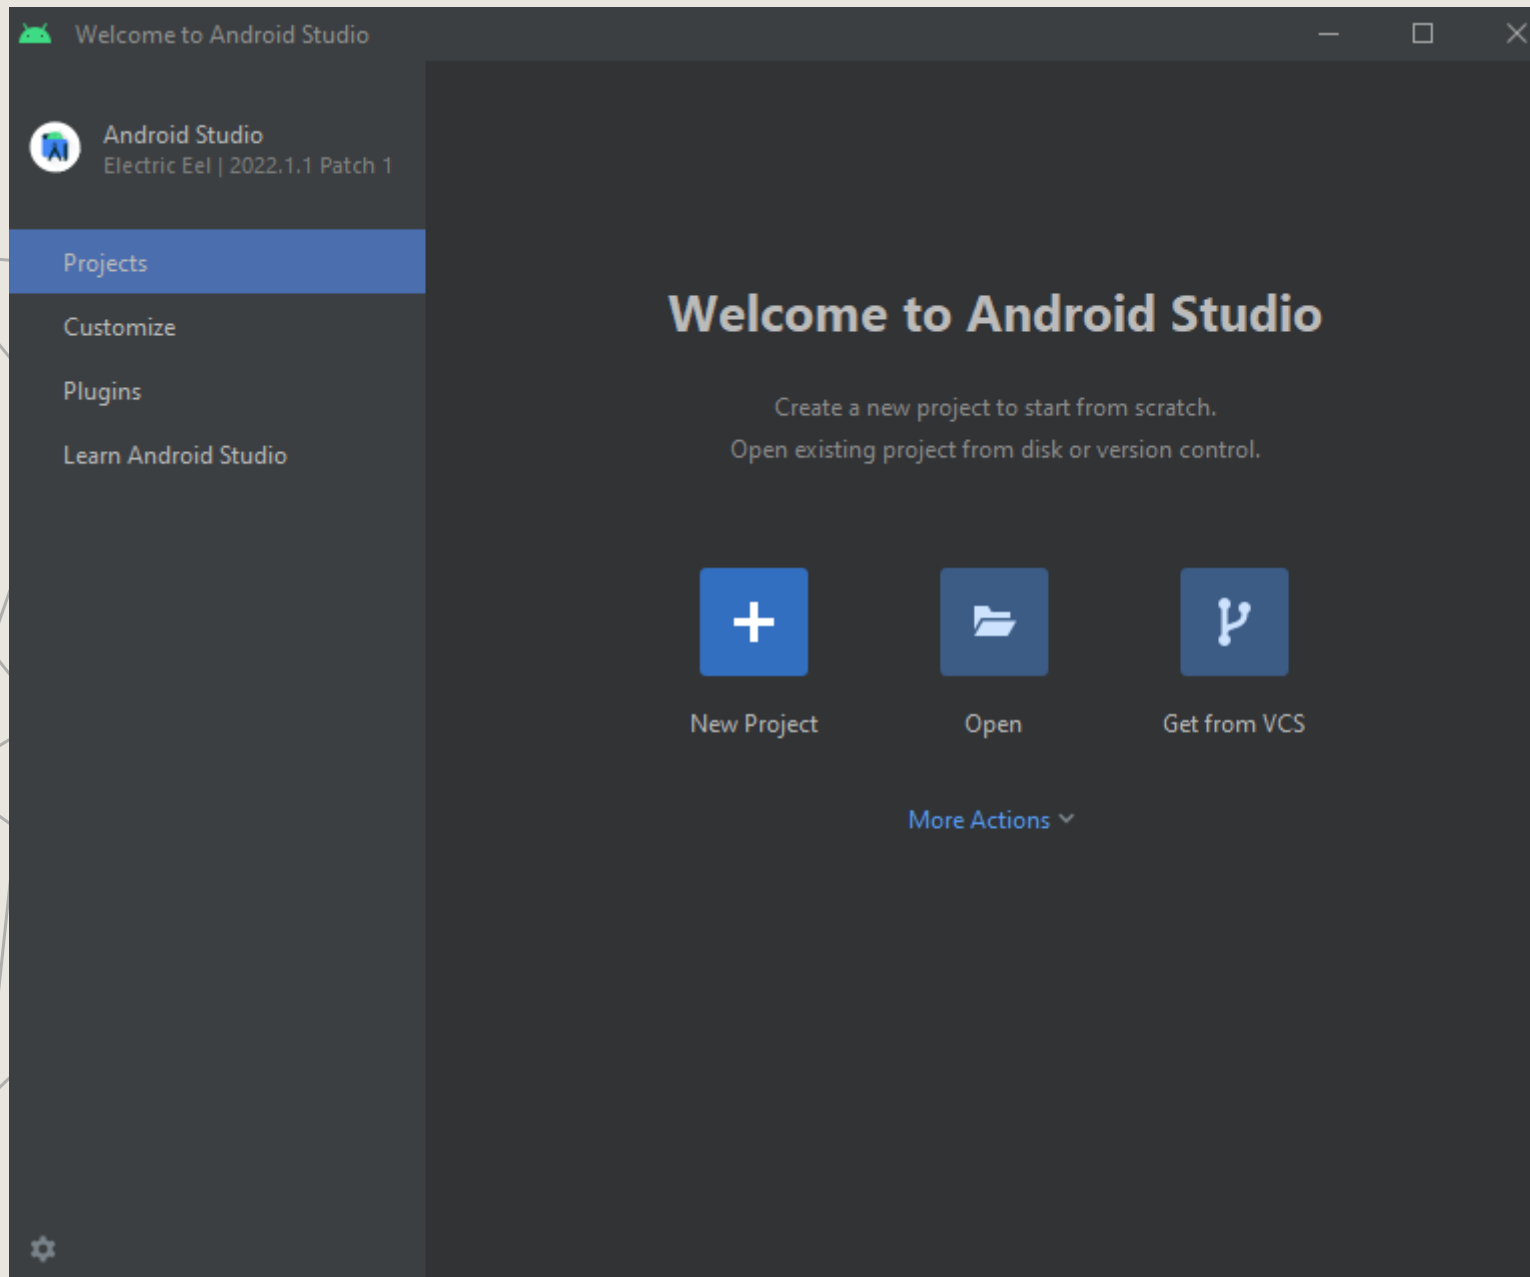 Welcome to Android Studio
Android Studio
Electric Eel | 2022.1.1 Patch 1
Projects
Customize
Plugins
Learn Android Studio
Welcome to Android Studio
Create a new project to start from scratch.
Open existing project from disk or version control.
New Project
Open
Get from VCS
More Actions